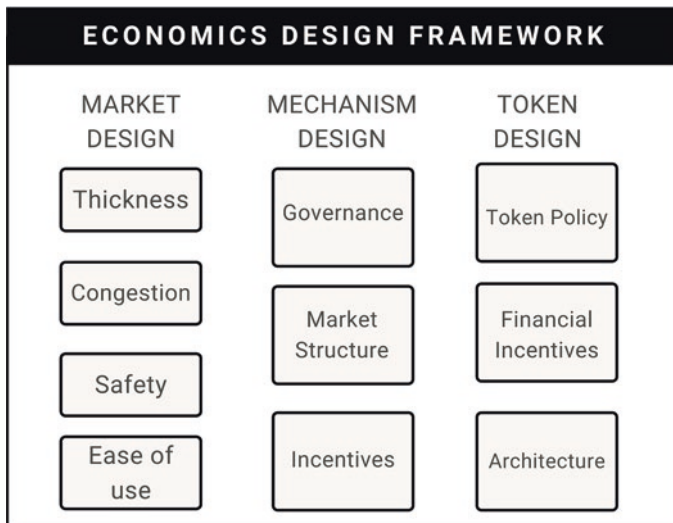 ECONOMICS DESIGN FRAMEWORK
MARKET
DESIGN
Thickness
Congestion
Safety
Ease of
use
MECHANISM
DESIGN
Governance
Market
Structure
Incentives
TOKEN
DESIGN
Token Policy
Financial
Incentives
Architecture